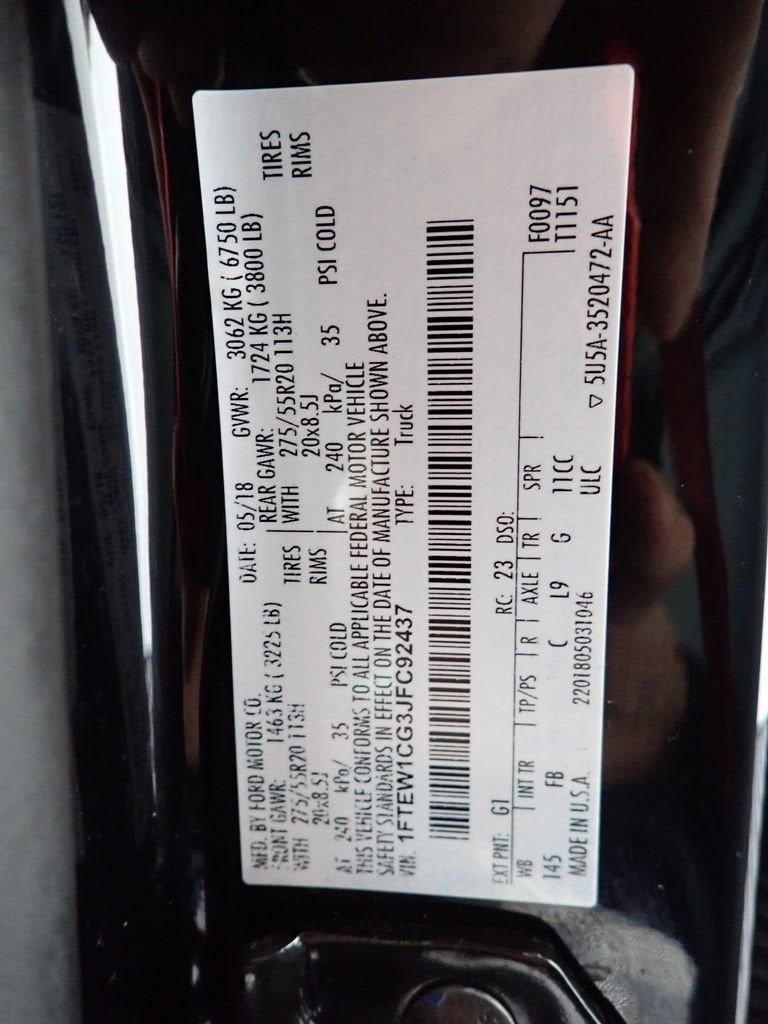 MFD. BY FORD MOTOR CO.
DATE: 05/18 GVWR: 3062 KG ( 6750 LB)
FRONT GAWR: 1463 KG ( 3225 LB)
REAR GAWR: 1724 KG ( 3800 LB)
WITH 275/55R20 113H TIRES
WITH 275/55R20 113H TIRES
20x8.5J RIMS
20x8.5J RIMS
AT 240 kPa/ 35 PSI COLD
AT 240 kPa/ 35 PSI COLD
THIS VEHICLE CONFORMS TO ALL APPLICABLE FEDERAL MOTOR VEHICLE
SAFETY STANDARDS IN EFFECT ON THE DATE OF MANUFACTURE SHOWN ABOVE.
VIN: 1FTEW1CG3JFC92437 TYPE: Truck
EXT PNT: G1 RC: 23 DSO:
WB INT TR TP/PS R AXLE TR SPR F0097
145 FB C L9 G 11CC T1151
MADE IN U.S.A. 2201805031046 ULC
▽ 5U5A-3520472-AA